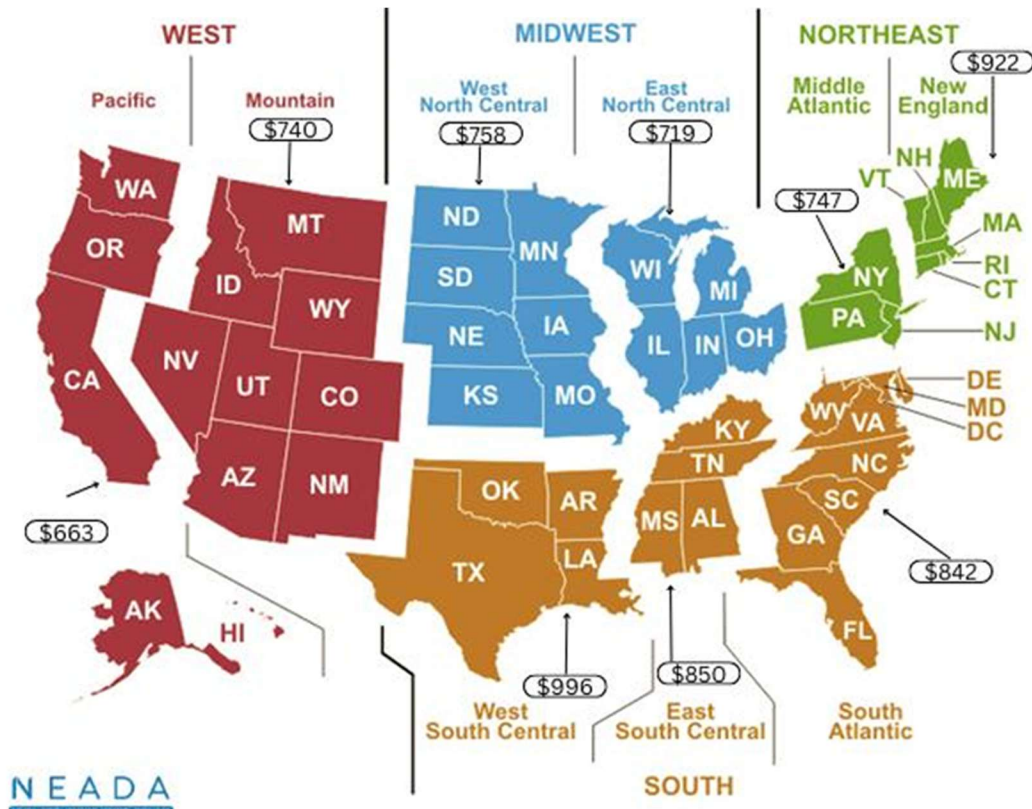 WEST
MIDWEST
NORTHEAST
$922
Pacific
Mountain
$740
West
North Central
$758
East
North Central
$719
Middle
Atlantic
New
England
WA
OR
CA
NV
ID
MT
WY
UT
CO
AZ
NM
$663
AK
HI
ND
SD
NE
KS
MN
IA
MO
WI
MI
IL
IN
OH
$747
VT
NH
ME
MA
RI
CT
NY
PA
NJ
DE
MD
DC
WV
VA
KY
TN
NC
SC
OK
AR
MS
AL
GA
TX
LA
FL
$842
$996
$850
West
South Central
East
South Central
South
Atlantic
SOUTH
NEADA